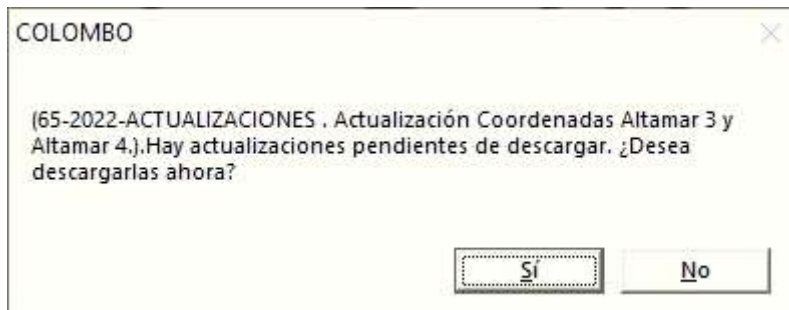 COLOMBO
(65-2022-ACTUALIZACIONES . Actualización Coordenadas Altamar 3 y
Altamar 4.).Hay actualizaciones pendientes de descargar. ¿Desea
descargarlas ahora?
Sí No